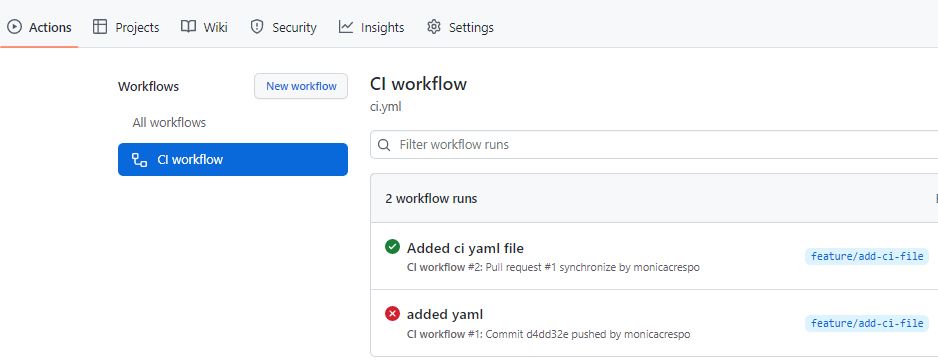 Actions Projects Wiki Security Insights Settings
Workflows New workflow
All workflows
CI workflow
CI workflow
ci.yml
Filter workflow runs
2 workflow runs
Added ci yaml file
CI workflow #2: Pull request #1 synchronize by monicacrespo
feature/add-ci-file
added yaml
CI workflow #1: Commit d4dd32e pushed by monicacrespo
feature/add-ci-file